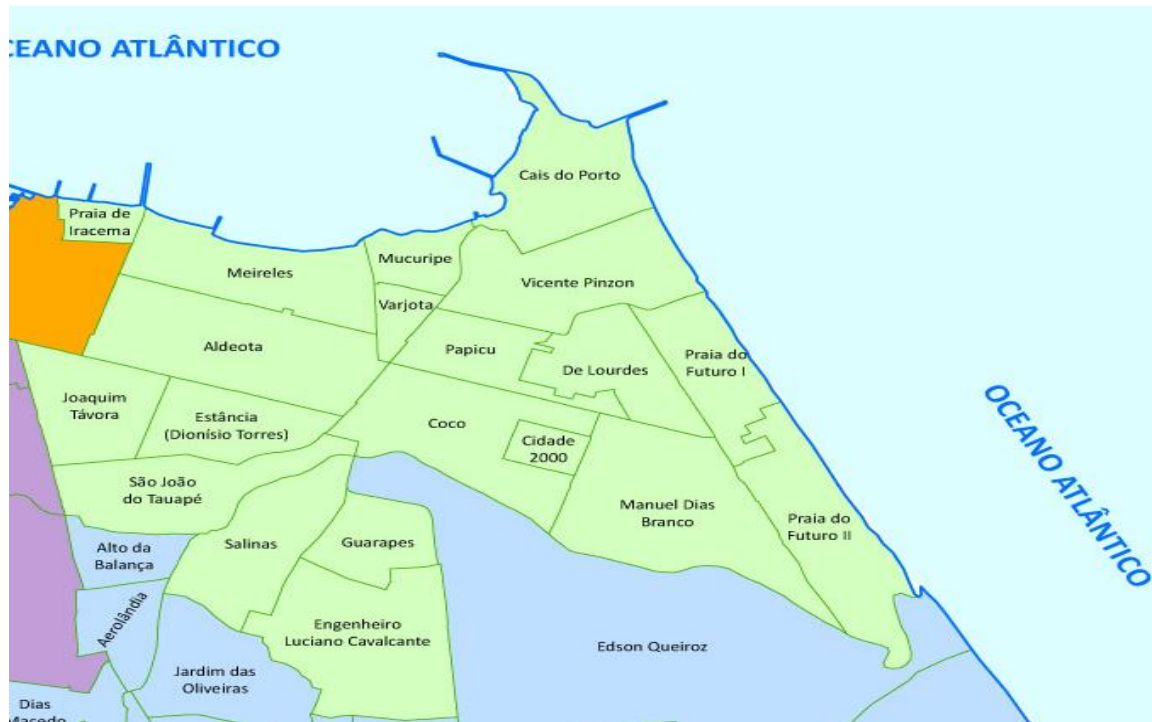 CEANO ATLÂNTICO
Cais do Porto
Praia de
Iracema
Meireles
Mucuripe
Vicente Pinzon
Varjota
Aldeota
Papicu
De Lourdes
Praia do
Futuro I
Joaquim
Távora
Estância
(Dionísio Torres)
Coco
Cidade
2000
OCEANO ATLÂNTICO
São João
do Tauapé
Manuel Dias
Branco
Praia do
Futuro II
Alto da
Balança
Salinas
Guarapes
Aerolândia
Engenheiro
Luciano Cavalcante
Edson Queiroz
Jardim das
Oliveiras
Dias
Macedo